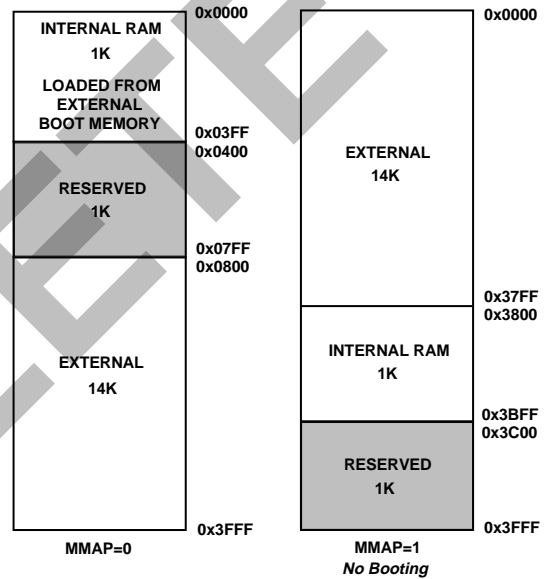 0x0000
INTERNAL RAM
1K
LOADED FROM
EXTERNAL
BOOT MEMORY
0x03FF
0x0400
RESERVED
1K
0x07FF
0x0800
EXTERNAL
14K
0x3FFF
MMAP=0
0x0000
EXTERNAL
14K
0x37FF
0x3800
INTERNAL RAM
1K
0x3BFF
0x3C00
RESERVED
1K
0x3FFF
MMAP=1
No Booting